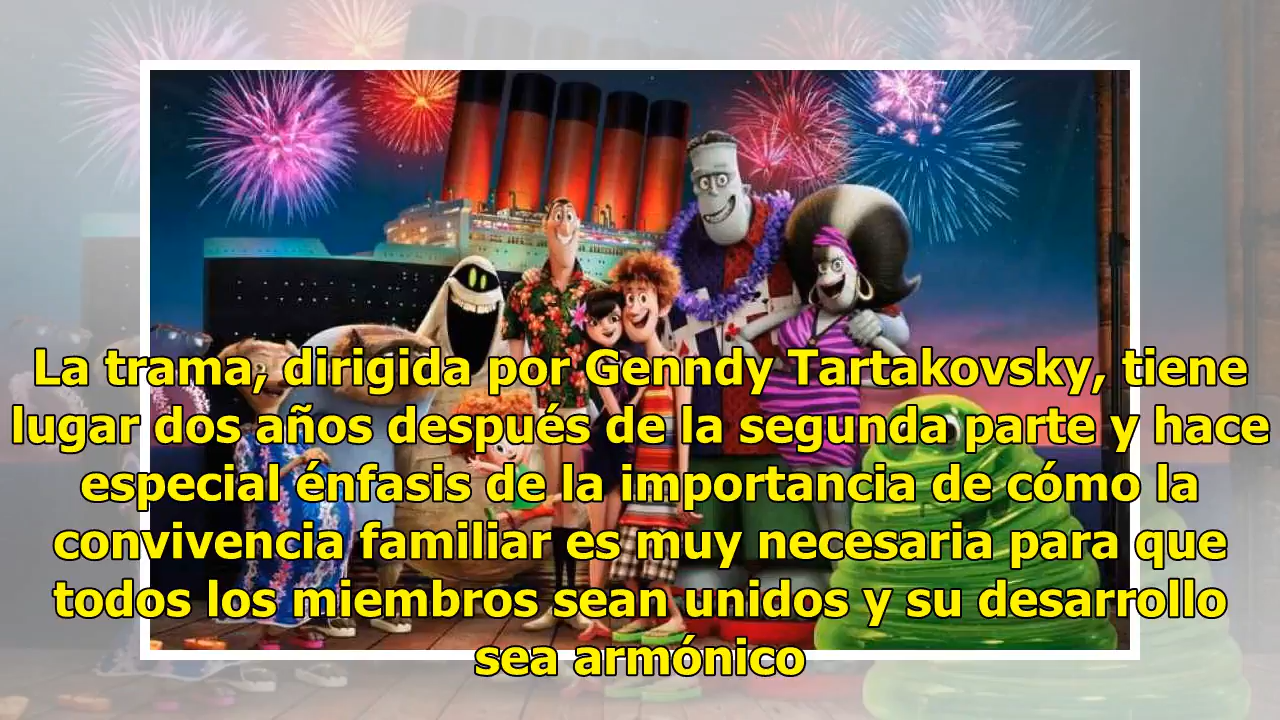 La trama, dirigida por Genndy Tartakovsky, tiene
lugar dos años después de la segunda parte y hace
especial énfasis de la importancia de cómo la
convivencia familiar es muy necesaria para que
todos los miembros sean unidos y su desarrollo
sea armónico